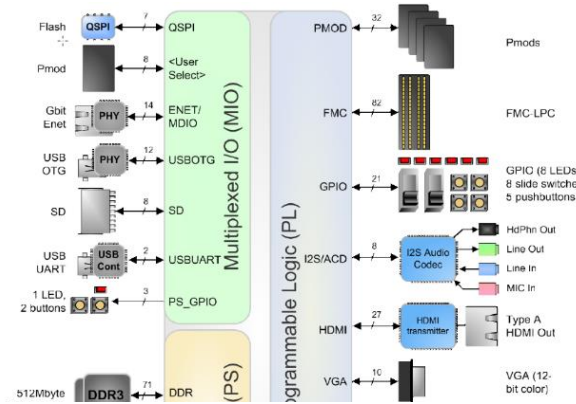 Flash
QSPI
7
QSPI
Pmod
8
<User
Select>
Gbit
Enet
PHY
14
ENET/
MDIO
USB
OTG
PHY
12
USBOTG
SD
8
SD
USB
UART
USB
Cont
2
USBUART
1 LED,
2 buttons
3
PS_GPIO
512Mbyte
DDR3
71
DDR
Multiplexed I/O (MIO)
(PS)
ogrammable Logic (PL)
PMOD
32
Pmods
FMC
82
FMC-LPC
GPIO
21
GPIO (8 LEDs
8 slide switche
5 pushbuttons
I2S/ACD
8
I2S Audio
Codec
HdPhn Out
Line Out
Line In
MIC In
HDMI
27
HDMI
transmitter
Type A
HDMI Out
VGA
10
VGA (12-
bit color)